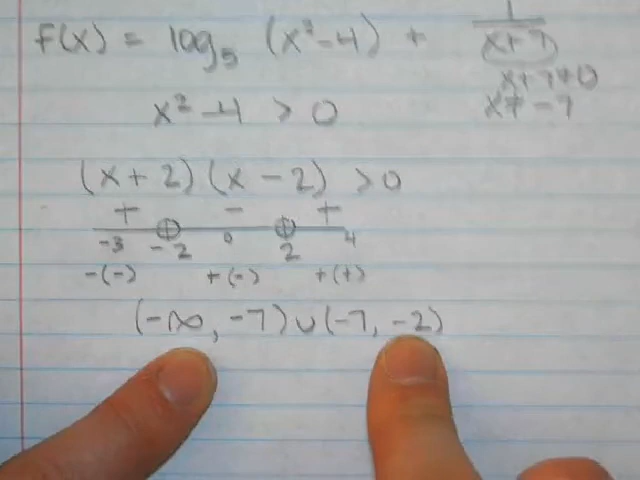 f(x) = log₅ (x² - 4) + 1/(x+7)
x+7≠0
x² - 4 > 0 x ≠ -7
(x + 2)(x - 2) > 0
+ - +
-3 -2 0 2 4
-(-) +(-) +(+)
(-∞, -7) ∪ (-7, -2)